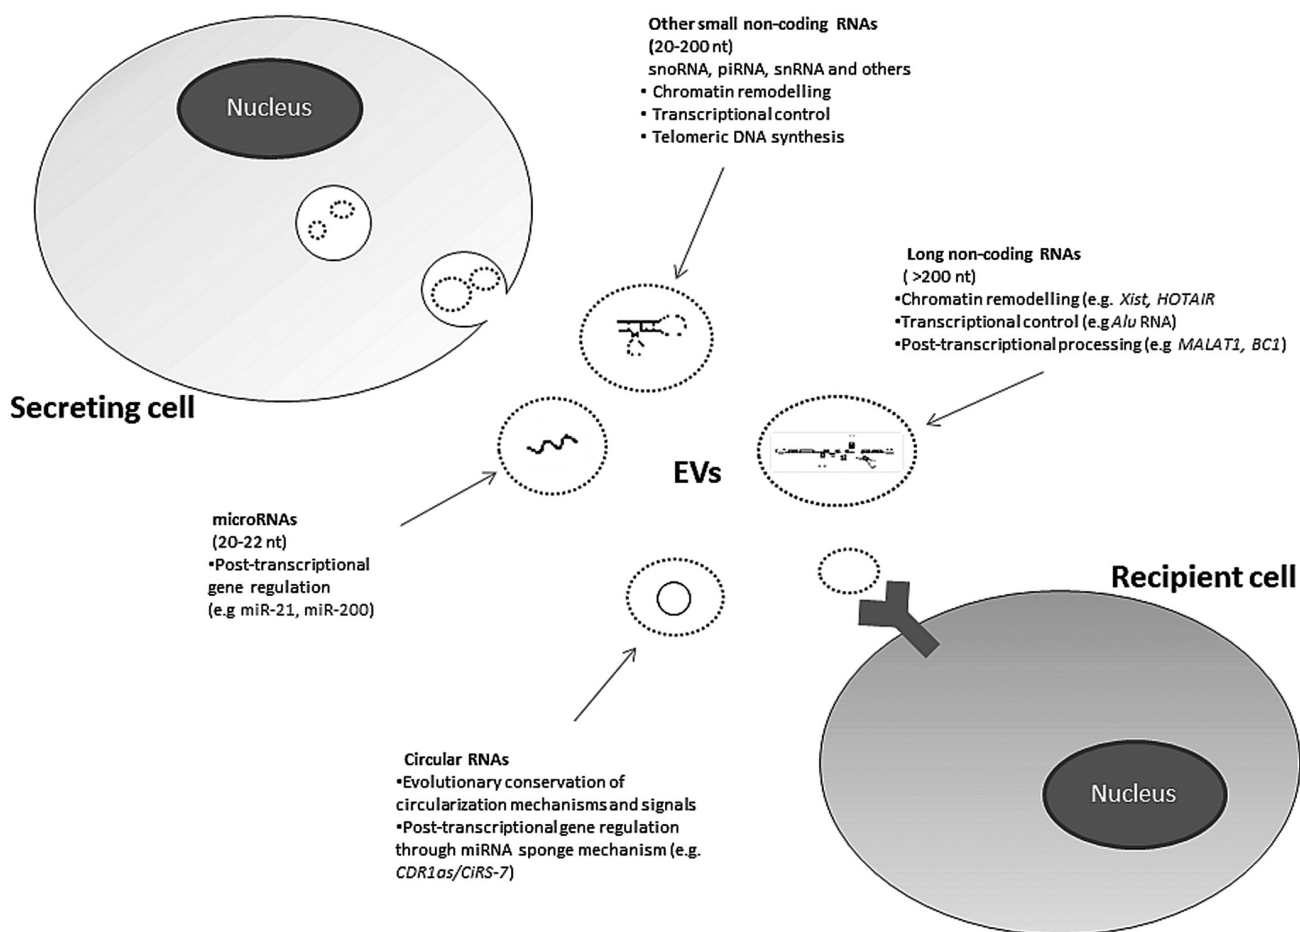 Other small non-coding RNAs
(20-200 nt)
snoRNA, piRNA, snRNA and others
• Chromatin remodelling
• Transcriptional control
• Telomeric DNA synthesis
Nucleus
Long non-coding RNAs
( >200 nt)
•Chromatin remodelling (e.g. Xist, HOTAIR
•Transcriptional control (e.g Alu RNA)
•Post-transcriptional processing (e.g MALAT1, BC1)
Secreting cell
EVs
microRNAs
(20-22 nt)
•Post-transcriptional
gene regulation
(e.g miR-21, miR-200)
Recipient cell
Circular RNAs
•Evolutionary conservation of
circularization mechanisms and signals
•Post-transcriptional gene regulation
through miRNA sponge mechanism (e.g.
CDR1as/CiRS-7)
Nucleus